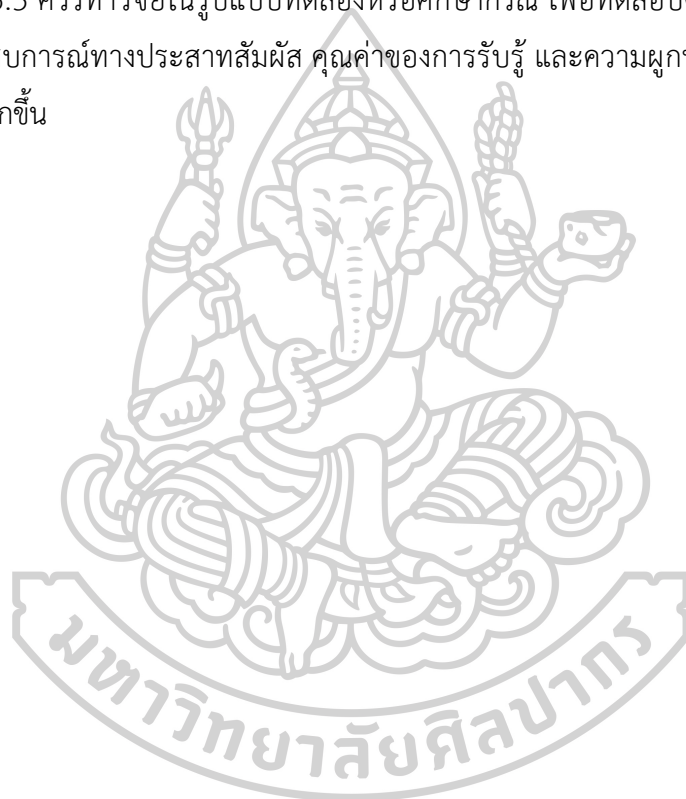 ควรทำวิจัยในรูปแบบทดลองหรือศึกษากรณี เพื่อทดสอบ
บการณ์ทางประสาทสัมผัส คุณค่าของการรับรู้ และความผูก
กขึ้น
มหาวิทยาลัยศิลปากร